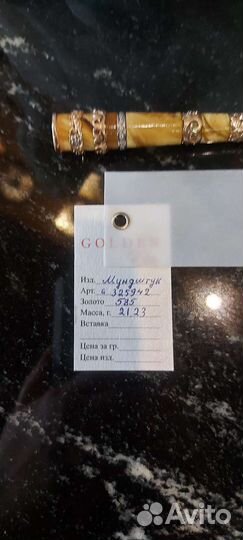 GOLDEN
Изд. Мундштук
Арт. 4 325942
Золото 585
Масса, г. 21,23
Вставка
Цена за гр.
Цена изд.
Avito